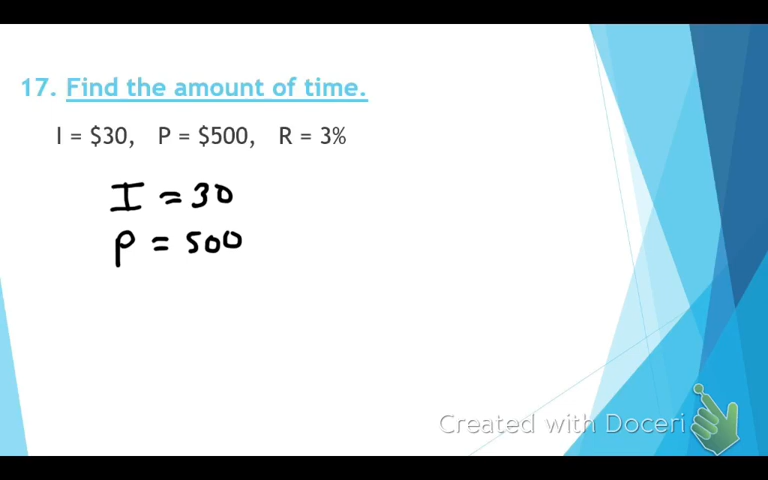 17. Find the amount of time.
I = $30, P = $500, R = 3%
I = 30
P = 500
Created with Doceri